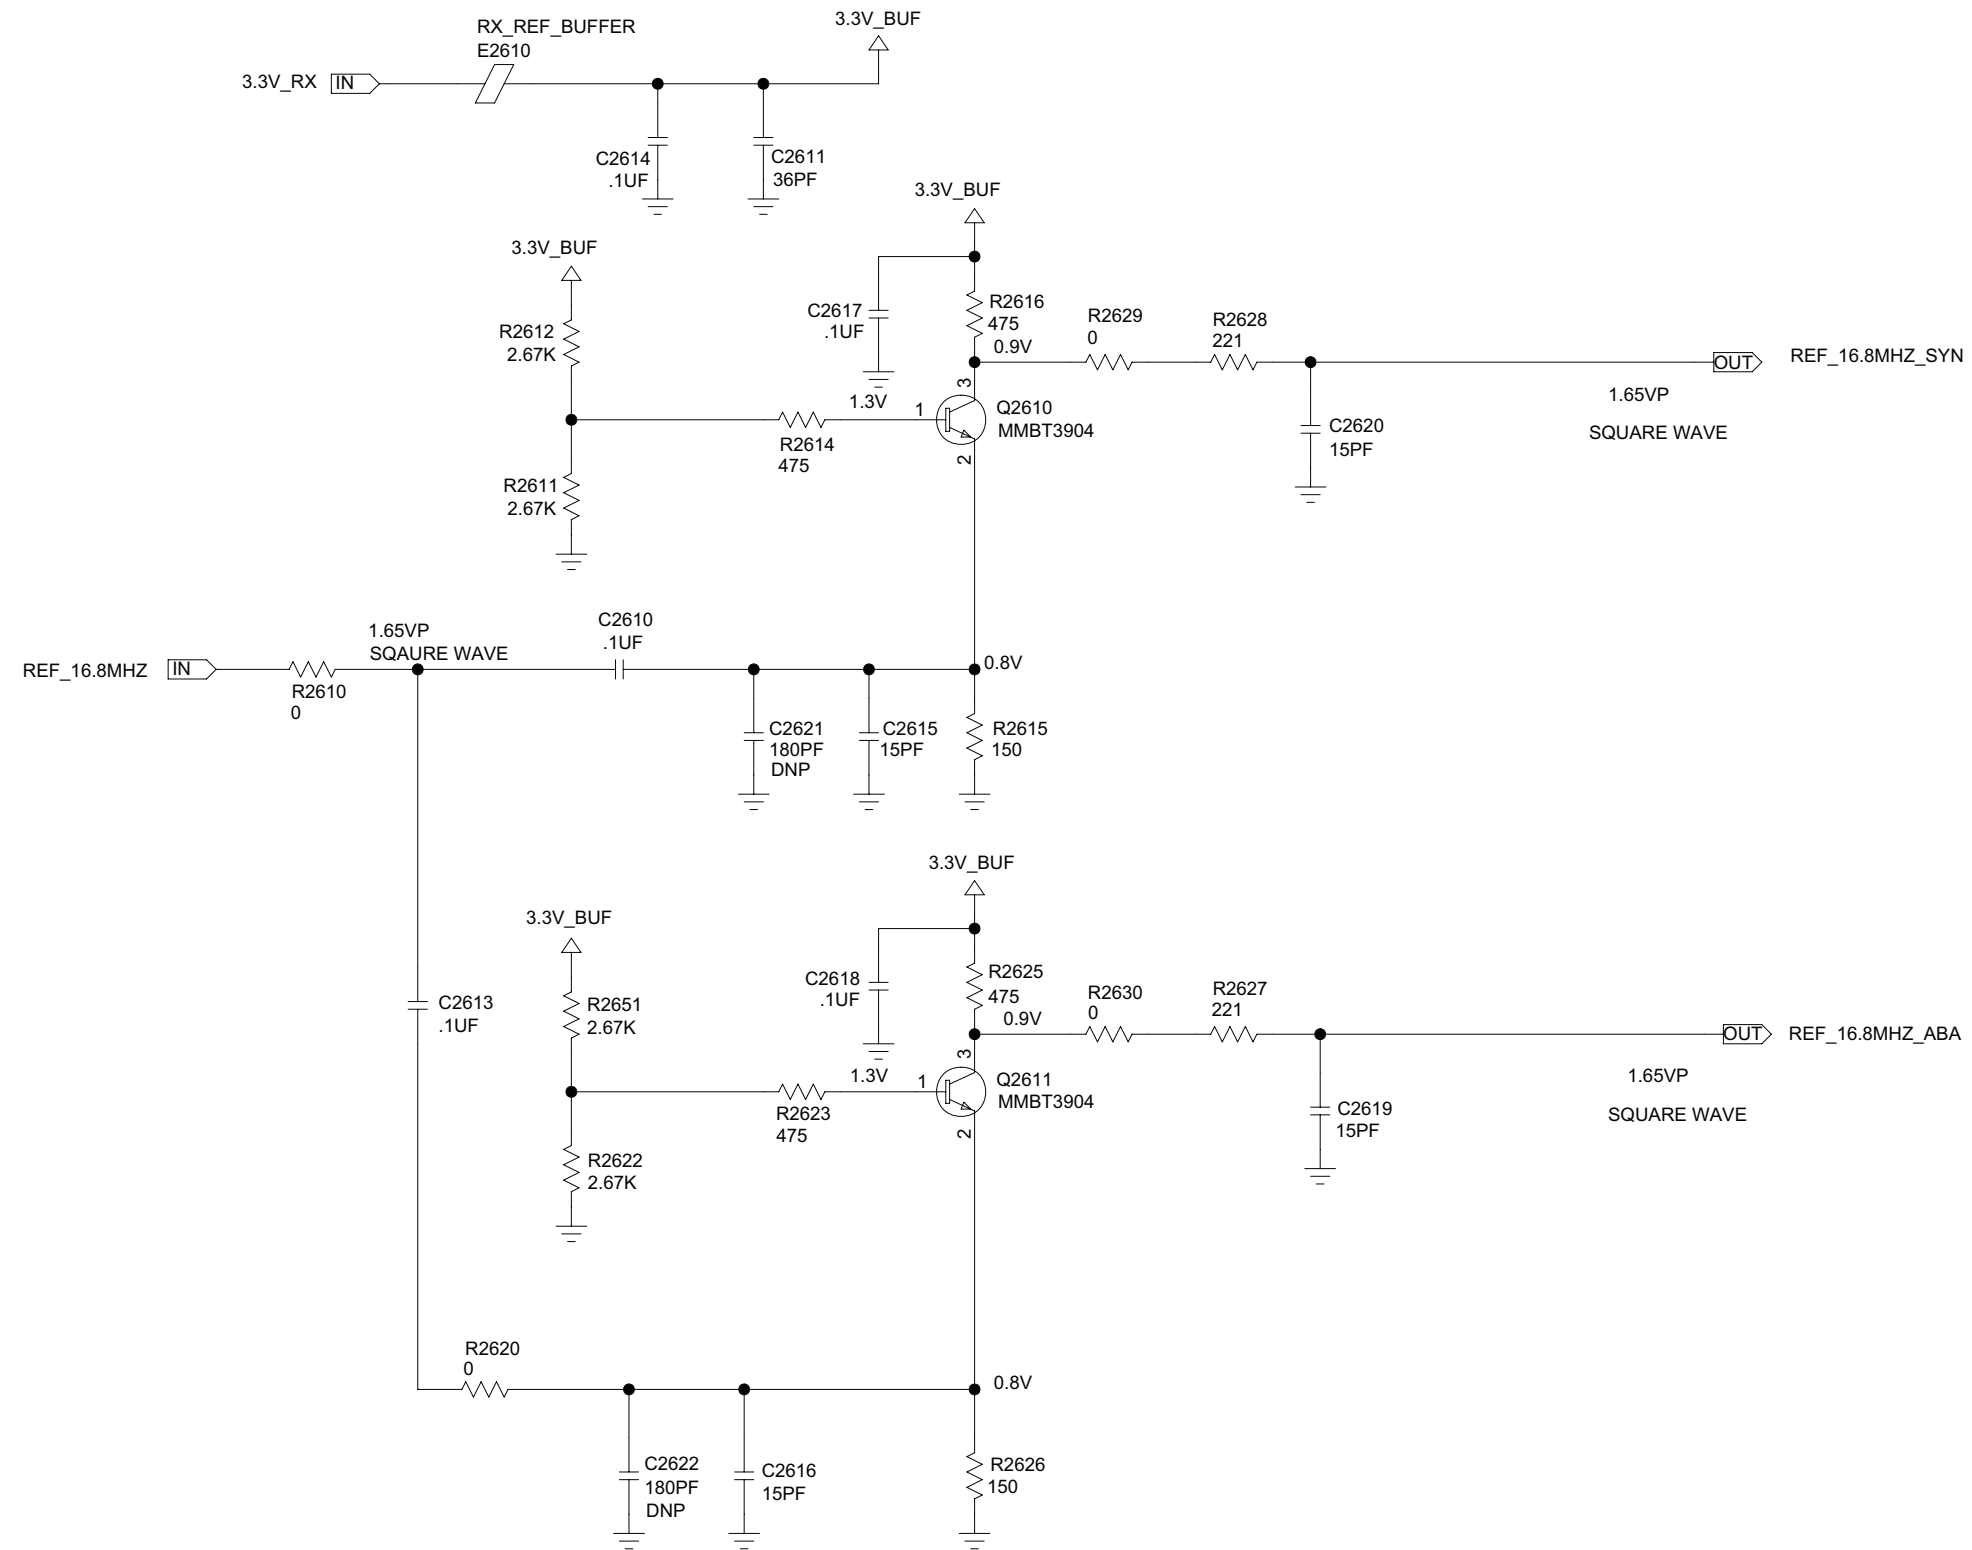 RX_REF_BUFFER
E2610
3.3V_BUF
3.3V_RX
IN
C2614
.1UF
C2611
36PF
3.3V_BUF
3.3V_BUF
R2612
2.67K
C2617
.1UF
R2616
475
0.9V
R2629
0
R2628
221
OUT
REF_16.8MHZ_SYN
1.65VP
SQUARE WAVE
1.3V
1
3
2
Q2610
MMBT3904
R2614
475
C2620
15PF
R2611
2.67K
REF_16.8MHZ
IN
R2610
0
1.65VP
SQAURE WAVE
C2610
.1UF
0.8V
C2621
180PF
DNP
C2615
15PF
R2615
150
3.3V_BUF
3.3V_BUF
C2613
.1UF
R2651
2.67K
C2618
.1UF
R2625
475
0.9V
R2630
0
R2627
221
OUT
REF_16.8MHZ_ABA
1.65VP
SQUARE WAVE
1.3V
1
3
2
Q2611
MMBT3904
R2623
475
C2619
15PF
R2622
2.67K
R2620
0
0.8V
C2622
180PF
DNP
C2616
15PF
R2626
150